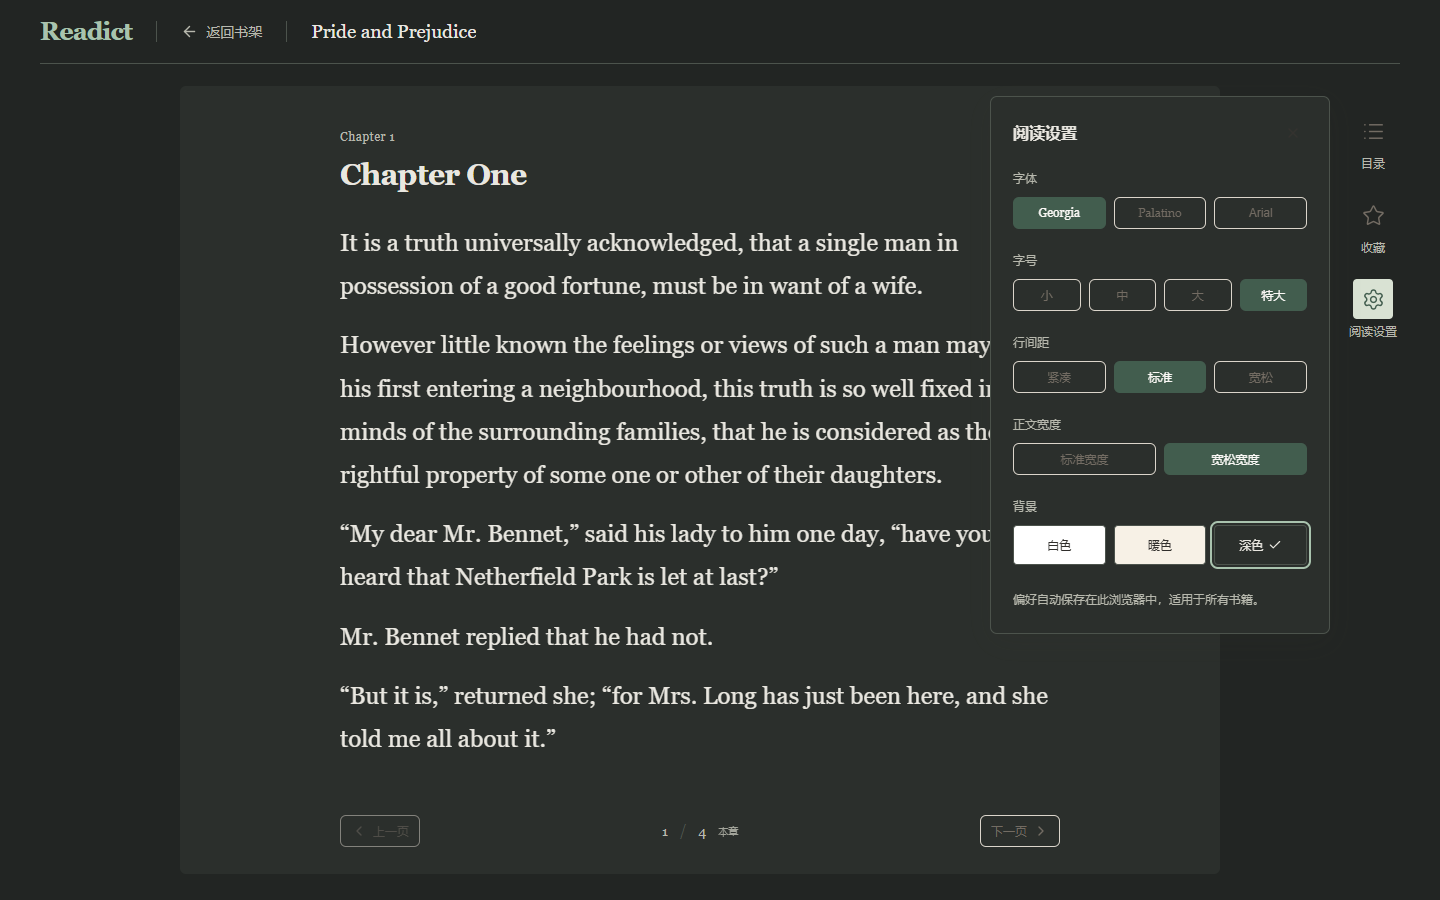 Readict
返回书架
Pride and Prejudice
Chapter 1
Chapter One
It is a truth universally acknowledged, that a single man in
possession of a good fortune, must be in want of a wife.
However little known the feelings or views of such a man may
his first entering a neighbourhood, this truth is so well fixed in
minds of the surrounding families, that he is considered as the
rightful property of some one or other of their daughters.
“My dear Mr. Bennet,” said his lady to him one day, “have you
heard that Netherfield Park is let at last?”
Mr. Bennet replied that he had not.
“But it is,” returned she; “for Mrs. Long has just been here, and she
told me all about it.”
上一页
1 / 4 本章
下一页
阅读设置
字体
Georgia Palatino Arial
字号
小 中 大 特大
行间距
紧凑 标准 宽松
正文宽度
标准宽度 宽松宽度
背景
白色 暖色 深色
偏好自动保存在此浏览器中，适用于所有书籍。
目录
收藏
阅读设置